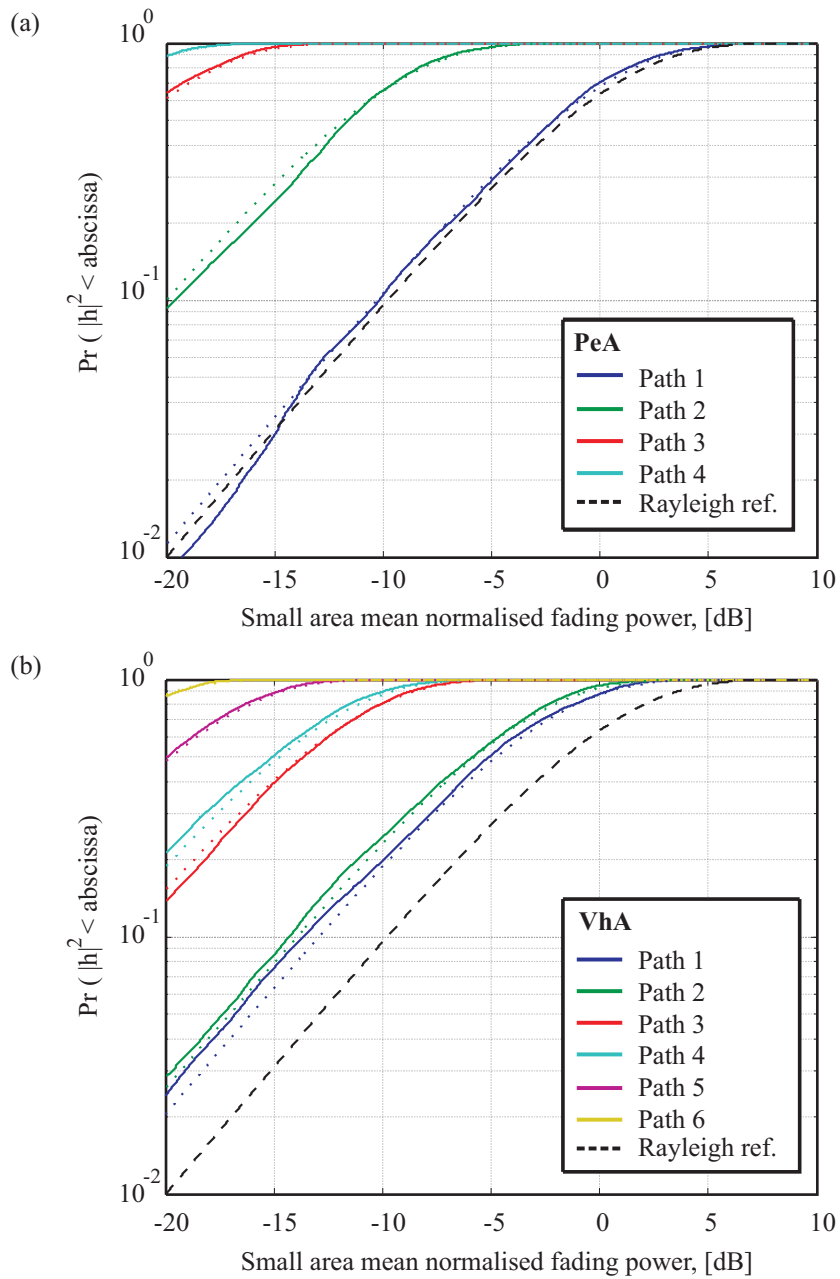 (a)
10^0
10^-1
10^-2
Pr ( |h|^2 < abscissa)
PeA
Path 1
Path 2
Path 3
Path 4
Rayleigh ref.
-20 -15 -10 -5 0 5 10
Small area mean normalised fading power, [dB]
(b)
10^0
10^-1
10^-2
Pr ( |h|^2 < abscissa)
VhA
Path 1
Path 2
Path 3
Path 4
Path 5
Path 6
Rayleigh ref.
-20 -15 -10 -5 0 5 10
Small area mean normalised fading power, [dB]